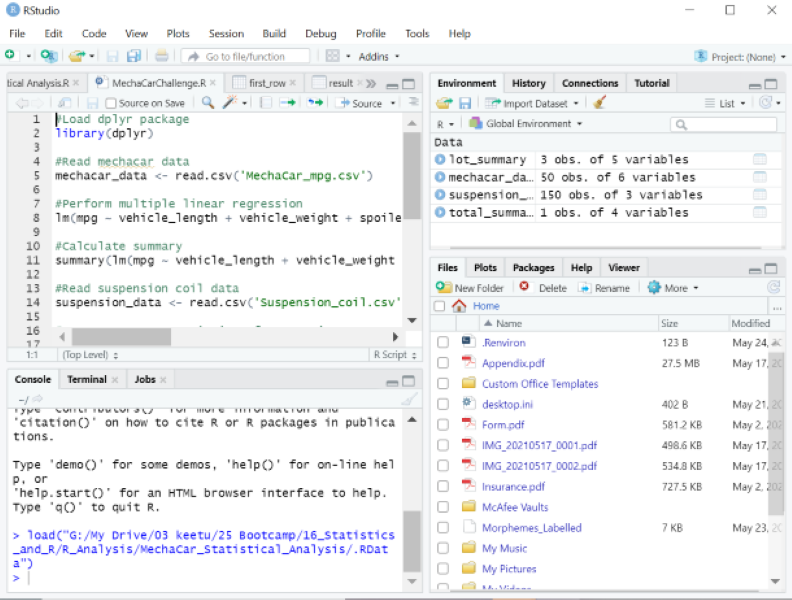 RStudio
File Edit Code View Plots Session Build Debug Profile Tools Help
Go to file/function Addins Project: (None)
tical Analysis.R MechaCarChallenge.R first_row result
Source on Save Source
1 #Load dplyr package
2 library(dplyr)
3
4 #Read mechacar data
5 mechacar_data <- read.csv('MechaCar_mpg.csv')
6
7 #Perform multiple linear regression
8 lm(mpg ~ vehicle_length + vehicle_weight + spoile
9
10 #Calculate summary
11 summary(lm(mpg ~ vehicle_length + vehicle_weight
12
13 #Read suspension coil data
14 suspension_data <- read.csv('Suspension_coil.csv'
15
16
17
1:1 (Top Level) R Script
Console Terminal Jobs
~/
Type 'contributors()' for more information and
'citation()' on how to cite R or R packages in publica
tions.
Type 'demo()' for some demos, 'help()' for on-line hel
p, or
'help.start()' for an HTML browser interface to help.
Type 'q()' to quit R.
> load("G:/My Drive/03 keetu/25 Bootcamp/16_Statistics
_and_R/R_Analysis/MechaCar_Statistical_Analysis/.RDat
a")
>
Environment History Connections Tutorial
Import Dataset List
R Global Environment
Data
lot_summary 3 obs. of 5 variables
mechacar_da… 50 obs. of 6 variables
suspension_… 150 obs. of 3 variables
total_summa… 1 obs. of 4 variables
Files Plots Packages Help Viewer
New Folder Delete Rename More
Home ...
Name Size Modified
.Renviron 123 B May 24, 
Appendix.pdf 27.5 MB May 17, 20
Custom Office Templates
desktop.ini 402 B May 21, 20
Form.pdf 581.2 KB May 2, 202
IMG_20210517_0001.pdf 498.6 KB May 17, 20
IMG_20210517_0002.pdf 534.8 KB May 17, 20
Insurance.pdf 727.5 KB May 2, 202
McAfee Vaults
Morphemes_Labelled 7 KB May 23, 20
My Music
My Pictures
My Videos